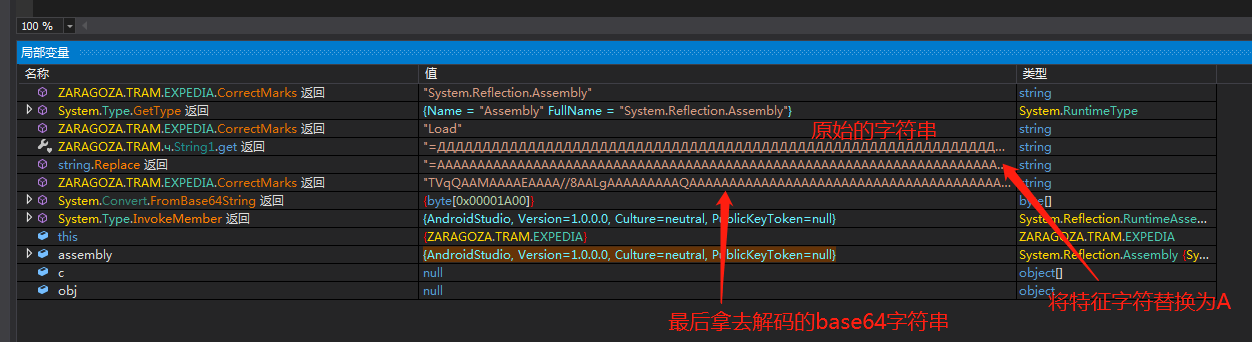 100 %
局部变量
名称 值 类型
ZARAGOZA.TRAM.EXPEDIA.CorrectMarks 返回 "System.Reflection.Assembly" string
System.Type.GetType 返回 {Name = "Assembly" FullName = "System.Reflection.Assembly"} System.RuntimeType
ZARAGOZA.TRAM.EXPEDIA.CorrectMarks 返回 "Load" string
原始的字符串
ZARAGOZA.TRAM.ч.String1.get 返回 "=ДДДДДДДДДДДДДДДДДДДДДДДДДДДДДДДДДДДДДДДДДДДДДДДДДДДДДДДДДДДДДДДД... string
string.Replace 返回 "=AAAAAAAAAAAAAAAAAAAAAAAAAAAAAAAAAAAAAAAAAAAAAAAAAAAAAAAAAAAAAAAAAAAAA... string
ZARAGOZA.TRAM.EXPEDIA.CorrectMarks 返回 "TVqQAAMAAAAEAAAA//8AALgAAAAAAAAAQAAAAAAAAAAAAAAAAAAAAAAAAAAAAAAAAAAAAAA... string
System.Convert.FromBase64String 返回 {byte[0x00001A00]} byte[]
System.Type.InvokeMember 返回 {AndroidStudio, Version=1.0.0.0, Culture=neutral, PublicKeyToken=null} System.Reflection.RuntimeAsse...
this {ZARAGOZA.TRAM.EXPEDIA} ZARAGOZA.TRAM.EXPEDIA
assembly {AndroidStudio, Version=1.0.0.0, Culture=neutral, PublicKeyToken=null} System.Reflection.Assembly {Sy...
c null object[]
obj null object
将特征字符替换为A
最后拿去解码的base64字符串